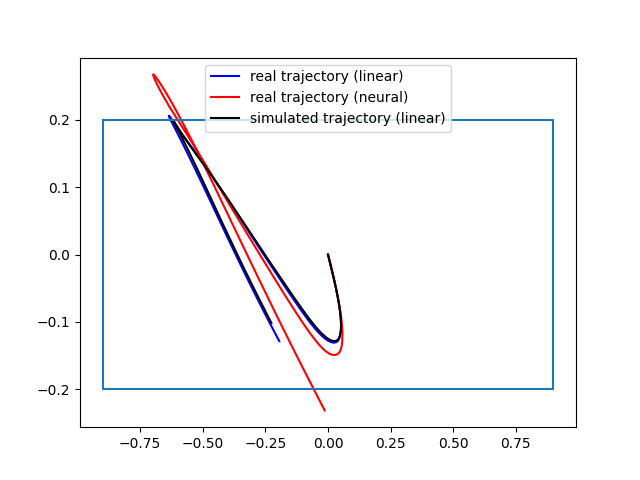 real trajectory (linear)
real trajectory (neural)
simulated trajectory (linear)
0.2
0.1
0.0
−0.1
−0.2
−0.75 −0.50 −0.25 0.00 0.25 0.50 0.75